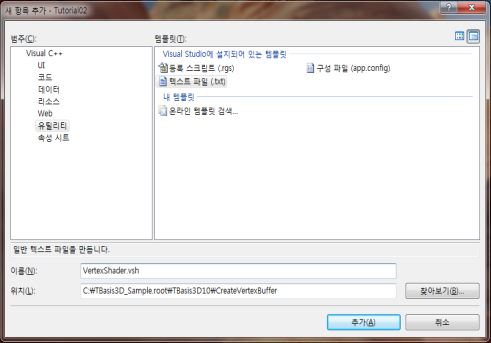 새 항목 추가 - Tutorial02
범주(C):
템플릿(T):
Visual C++
UI
코드
데이터
리소스
Web
유틸리티
속성 시트
Visual Studio에 설치되어 있는 템플릿
등록 스크립트 (.rgs)
구성 파일 (app.config)
텍스트 파일 (.txt)
내 템플릿
온라인 템플릿 검색...
일반 텍스트 파일을 만듭니다.
이름(N):
VertexShader.vsh
위치(L):
C:₩TBasis3D_Sample.root₩TBasis3D10₩CreateVertexBuffer
찾아보기(B)...
추가(A)
취소